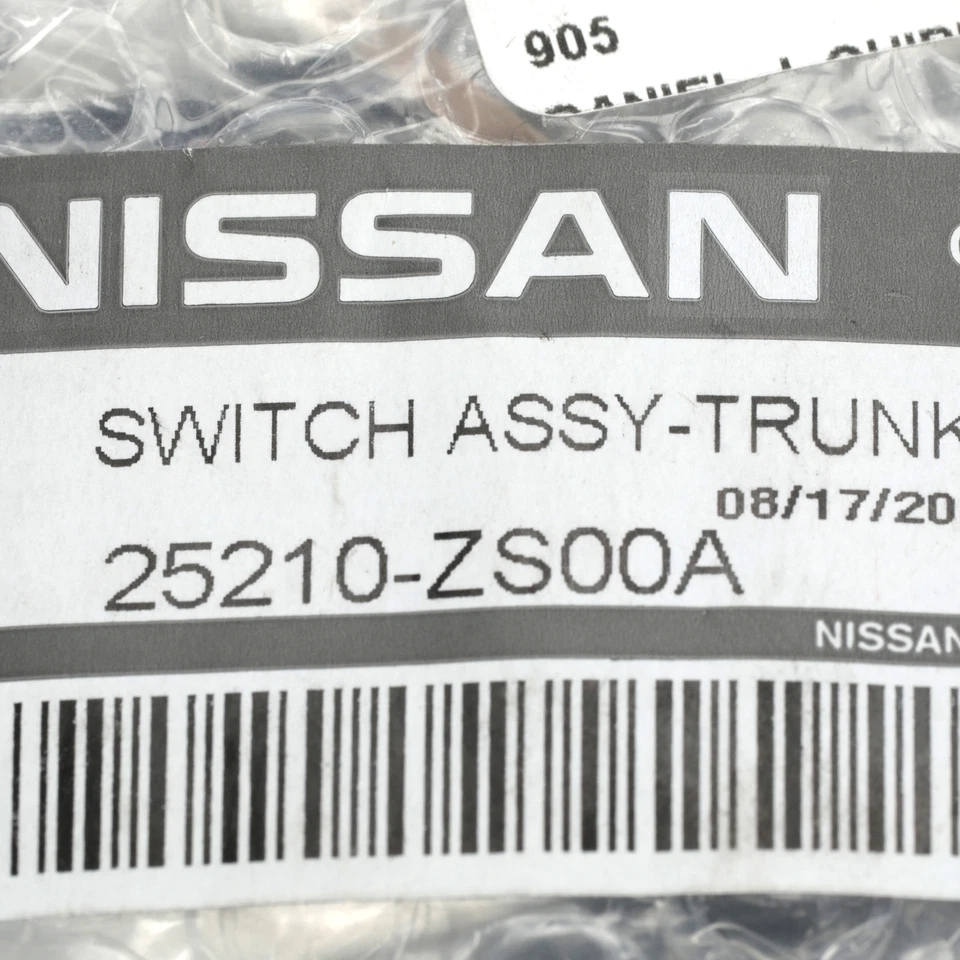 905
NISSAN
SWITCH ASSY-TRUNK
08/17/20
25210-ZS00A
NISSAN